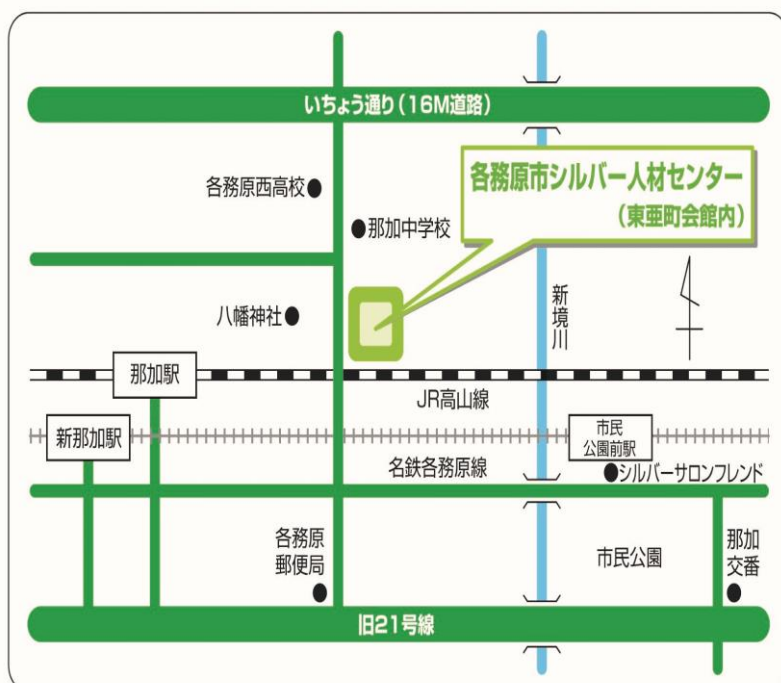 いちょう通り(16M道路)
各務原市シルバー人材センター
(東亜町会館内)
各務原西高校
那加中学校
八幡神社
新境川
那加駅
JR高山線
新那加駅
市民
公園前駅
名鉄各務原線
シルバーサロンフレンド
各務原
郵便局
市民公園
那加
交番
旧21号線